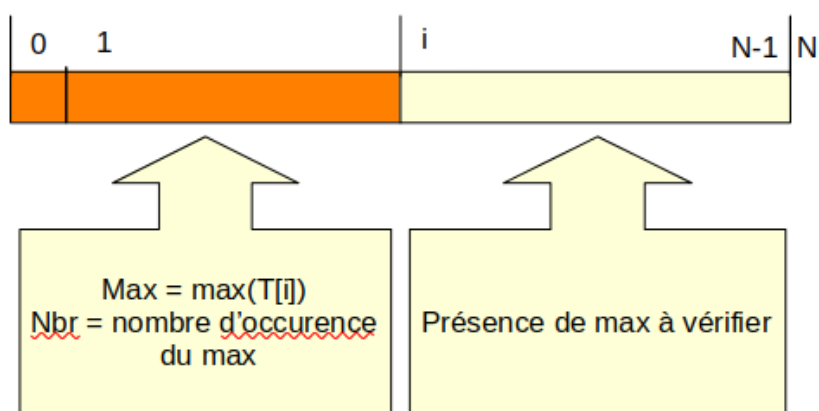 0 1 i N-1 N
Max = max(T[i])
Nbr = nombre d'occurence
du max
Présence de max à vérifier